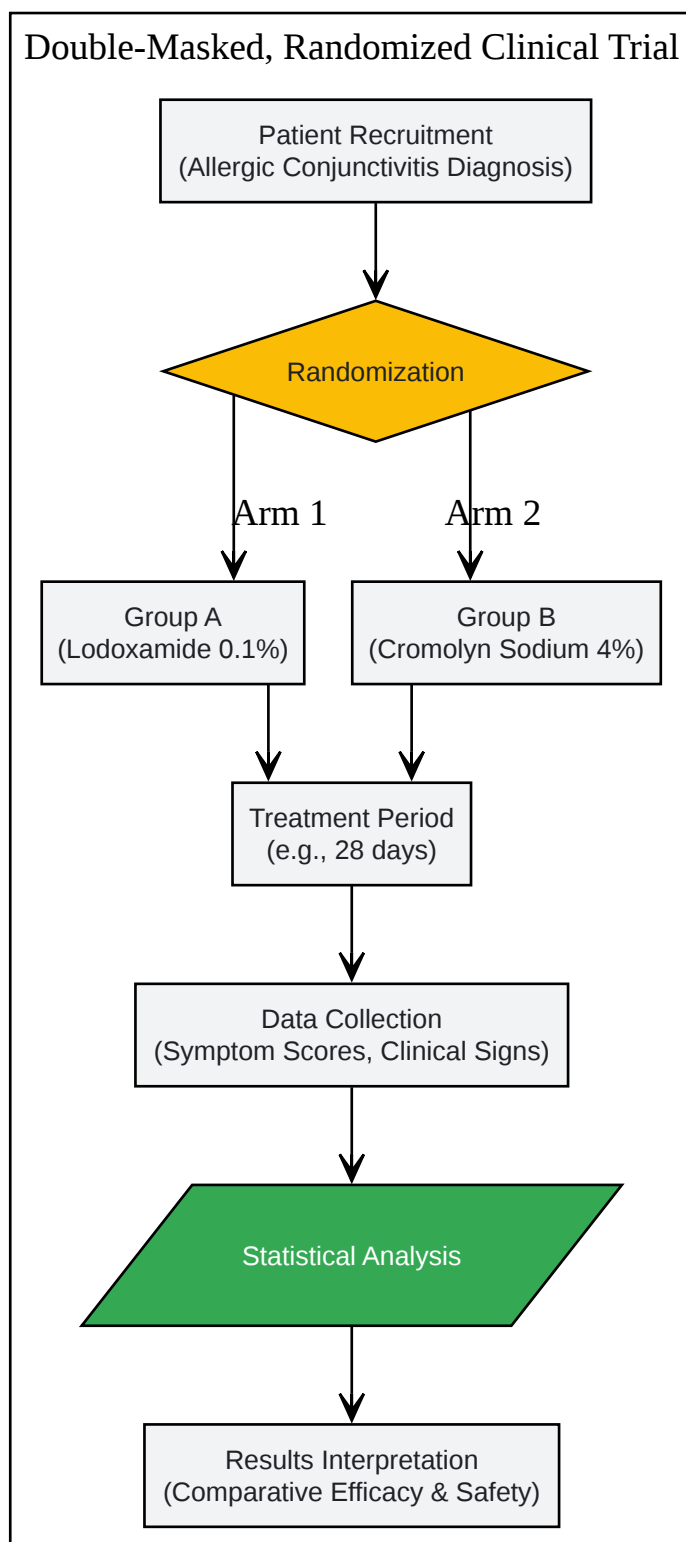 Double-Masked, Randomized Clinical Trial
Patient Recruitment
(Allergic Conjunctivitis Diagnosis)
Randomization
Arm 1
Arm 2
Group A
(Lodoxamide 0.1%)
Group B
(Cromolyn Sodium 4%)
Treatment Period
(e.g., 28 days)
Data Collection
(Symptom Scores, Clinical Signs)
Statistical Analysis
Results Interpretation
(Comparative Efficacy & Safety)